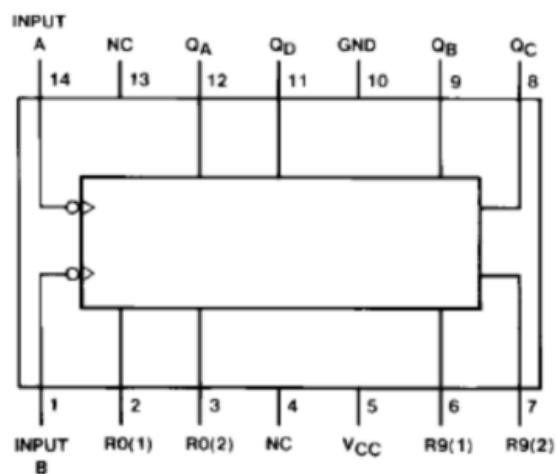 INPUT
A NC QA QD GND QB QC
14 13 12 11 10 9 8
1 2 3 4 5 6 7
INPUT R0(1) R0(2) NC VCC R9(1) R9(2)
B